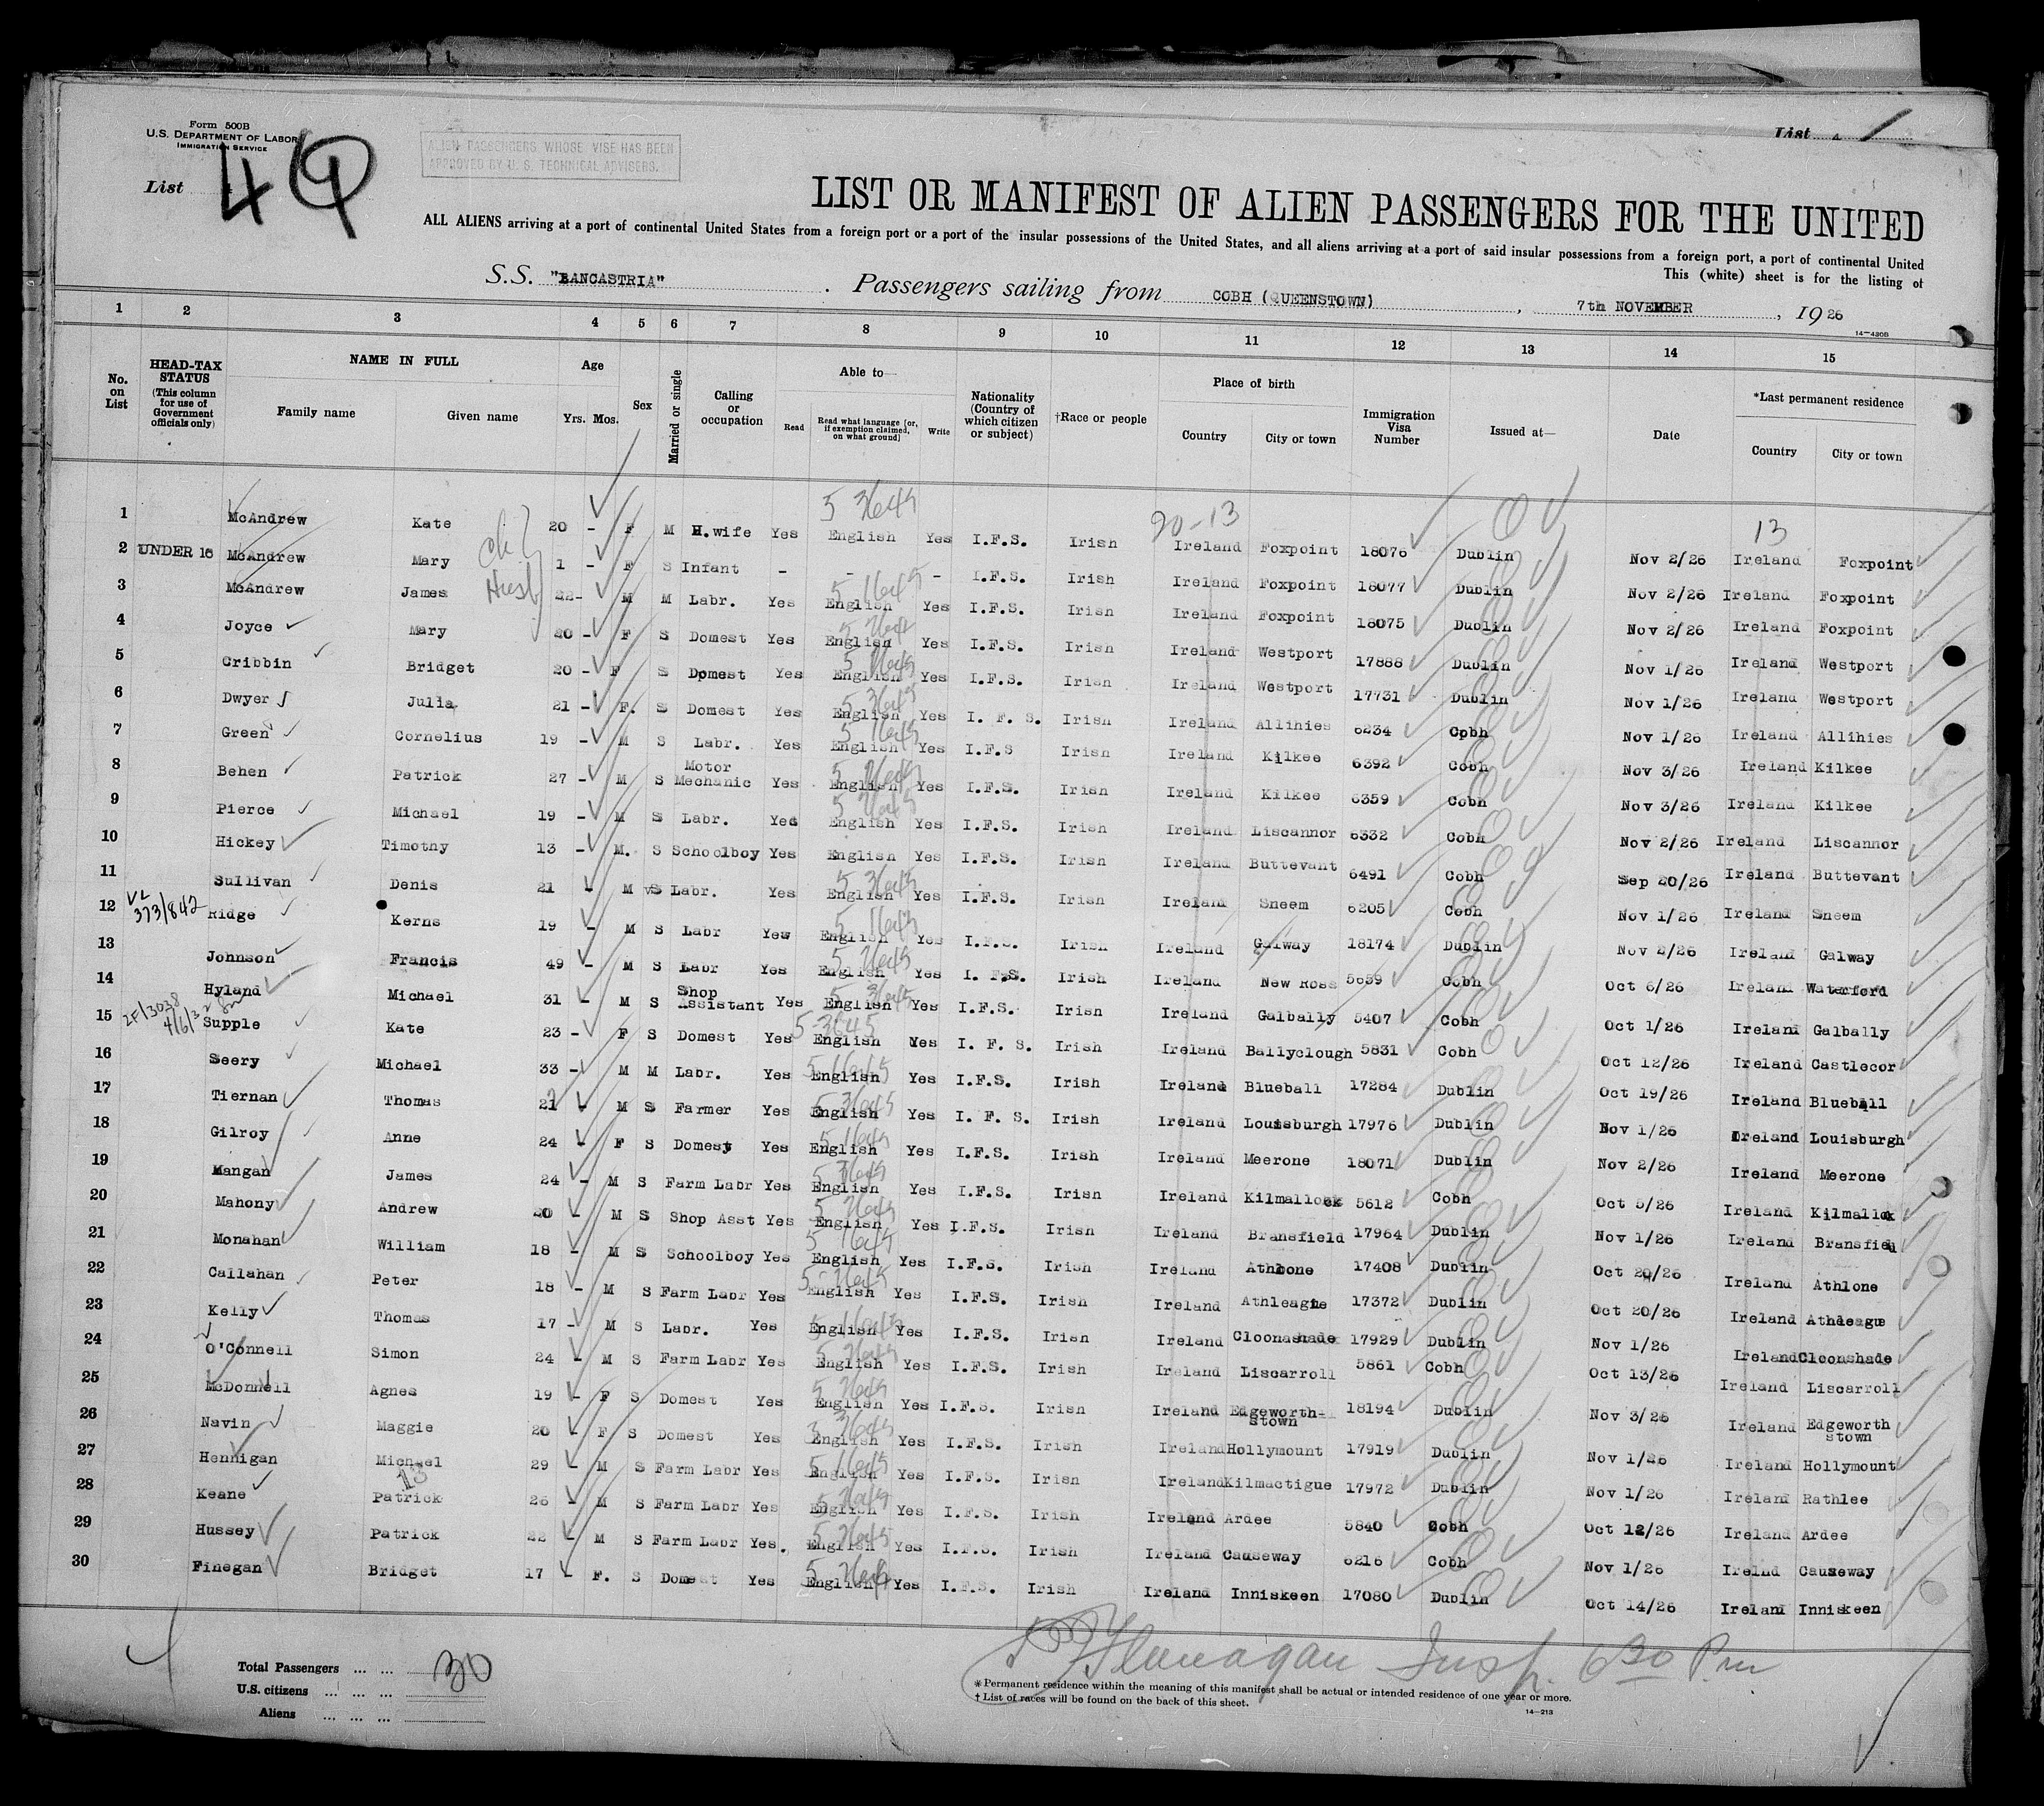 Form 500B
U.S. DEPARTMENT OF LABOR
IMMIGRATION SERVICE
List 4
ALIEN PASSENGERS WHOSE VISE HAS BEEN
APPROVED BY U. S. TECHNICAL ADVISERS.
List
LIST OR MANIFEST OF ALIEN PASSENGERS FOR THE UNITED
ALL ALIENS arriving at a port of continental United States from a foreign port or a port of the insular possessions of the United States, and all aliens arriving at a port of said insular possessions from a foreign port, a port of continental United
This (white) sheet is for the listing of
S.S. "LANCASTRIA" Passengers sailing from COBH (QUEENSTOWN), 7th NOVEMBER, 1926
14-430B
1 2 3 4 5 6 7 8 9 10 11 12 13 14 15
No. on List
HEAD-TAX STATUS (This column for use of Government officials only)
NAME IN FULL Family name Given name
Age Yrs. Mos.
Sex
Married or single
Calling or occupation
Able to— Read Read what language [or, if exemption claimed, on what ground] Write
Nationality (Country of which citizen or subject)
†Race or people
Place of birth Country City or town
Immigration Visa Number
Issued at—
Date
*Last permanent residence Country City or town
20-13 13
1 McAndrew Kate 20 - F M H.wife Yes English Yes I.F.S. Irish Ireland Foxpoint 18076 Dublin Nov 2/26 Ireland Foxpoint
2 UNDER 16 McAndrew Mary 1 - F S Infant - - - I.F.S. Irish Ireland Foxpoint 18077 Dublin Nov 2/26 Ireland Foxpoint
3 McAndrew James Husb 22- M M Labr. Yes English Yes I.F.S. Irish Ireland Foxpoint 18075 Dublin Nov 2/26 Ireland Foxpoint
4 Joyce Mary 20 - F S Domest Yes English Yes I.F.S. Irish Ireland Westport 17888 Dublin Nov 1/26 Ireland Westport
5 Cribbin Bridget 20 - F S Domest Yes English Yes I.F.S. Irish Ireland Westport 17731 Dublin Nov 1/26 Ireland Westport
6 Dwyer Julia 21 - F. S Domest Yes English Yes I. F. S. Irish Ireland Allihies 6234 Cobh Nov 1/26 Ireland Allihies
7 Green Cornelius 19 - M S Labr. Yes English Yes I.F.S Irish Ireland Kilkee 6392 Cobh Nov 3/26 Ireland Kilkee
8 Behen Patrick 27 - M S Motor Mechanic Yes English Yes I.F.S. Irish Ireland Kilkee 6359 Cobh Nov 3/26 Ireland Kilkee
9 Pierce Michael 19 - M S Labr. Yes English Yes I.F.S. Irish Ireland Liscannor 6332 Cobh Nov 2/26 Ireland Liscannor
10 Hickey Timothy 13 - M. S Schoolboy Yes English Yes I.F.S. Irish Ireland Buttevant 6491 Cobh Sep 20/26 Ireland Buttevant
11 Sullivan Denis 21 - M S Labr. Yes English Yes I.F.S. Irish Ireland Sneem 6205 Cobh Nov 1/26 Ireland Sneem
12 373/842 Ridge Kerns 19 - M S Labr Yes English Yes I.F.S. Irish Ireland Galway 18174 Dublin Nov 2/26 Ireland Galway
13 Johnson Francis 49 - M S Labr Yes English Yes I. F.S. Irish Ireland New Ross 5659 Cobh Oct 6/26 Ireland Waterford
14 Hyland Michael 31 - M S Shop Assistant Yes English Yes I.F.S. Irish Ireland Galbally 5407 Cobh Oct 1/26 Ireland Galbally
15 Supple Kate 23 - F S Domest Yes English Yes I. F. S. Irish Ireland Ballyclough 5831 Cobh Oct 12/26 Ireland Castlecor
16 Seery Michael 33 - M M Labr. Yes English Yes I.F.S. Irish Ireland Blueball 17284 Dublin Oct 19/26 Ireland Blueball
17 Tiernan Thomas 21 - M S Farmer Yes English Yes I. F. S. Irish Ireland Louisburgh 17976 Dublin Nov 1/26 Ireland Louisburgh
18 Gilroy Anne 24 - F S Domest Yes English Yes I.F.S. Irish Ireland Meerone 18071 Dublin Nov 2/26 Ireland Meerone
19 Mangan James 24 - M S Farm Labr Yes English Yes I.F.S. Irish Ireland Kilmallock 5612 Cobh Oct 5/26 Ireland Kilmallok
20 Mahony Andrew 20 - M S Shop Asst Yes English Yes I.F.S. Irish Ireland Bransfield 17964 Dublin Nov 1/26 Ireland Bransfield
21 Monahan William 18 - M S Schoolboy Yes English Yes I.F.S. Irish Ireland Athlone 17408 Dublin Oct 20/26 Ireland Athlone
22 Callahan Peter 18 - M S Farm Labr Yes English Yes I.F.S. Irish Ireland Athleague 17372 Dublin Oct 20/26 Ireland Athleague
23 Kelly Thomas 17 - M S Labr. Yes English Yes I.F.S. Irish Ireland Cloonashade 17929 Dublin Nov 1/26 Ireland Cloonshade
24 O'Connell Simon 24 - M S Farm Labr Yes English Yes I.F.S. Irish Ireland Liscarroll 5861 Cobh Oct 13/26 Ireland Liscarroll
25 McDonnell Agnes 19 - F S Domest Yes English Yes I.F.S. Irish Ireland Edgeworth-stown 18194 Dublin Nov 3/26 Ireland Edgeworth stown
26 Navin Maggie 20 - F S Domest Yes English Yes I.F.S. Irish Ireland Hollymount 17919 Dublin Nov 1/26 Ireland Hollymount
27 Hennigan Michael 29 - M S Farm Labr Yes English Yes I.F.S. Irish Ireland Kilmactigue 17972 Dublin Nov 1/26 Ireland Rathlee
28 Keane Patrick 26 - M S Farm Labr Yes English Yes I.F.S. Irish Ireland Ardee 5840 Cobh Oct 12/26 Ireland Ardee
29 Hussey Patrick 22 - M S Farm Labr Yes. English Yes I.F.S. Irish Ireland Causeway 6216 Cobh Nov 1/26 Irelnd Causeway
30 Finegan Bridget 17 - F. S Domest Yes English Yes I.F.S. Irish Ireland Inniskeen 17080 Dublin Oct 14/26 Ireland Inniskeen
Flanagan Insp. 6 30 Pm
Total Passengers ... ... 30
U.S. citizens ... ... ...
Aliens ... ... ...
* Permanent residence within the meaning of this manifest shall be actual or intended residence of one year or more.
† List of races will be found on the back of this sheet.
14-213